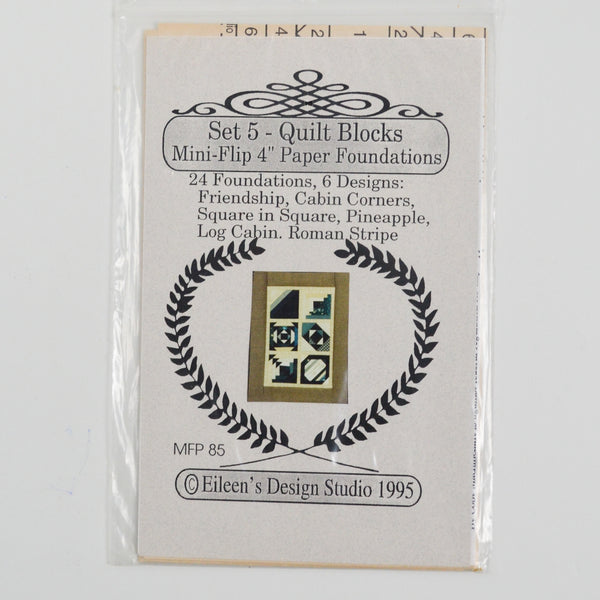 Set 5 - Quilt Blocks
Mini-Flip 4" Paper Foundations
24 Foundations, 6 Designs:
Friendship, Cabin Corners,
Square in Square, Pineapple,
Log Cabin. Roman Stripe
MFP 85
© Eileen's Design Studio 1995